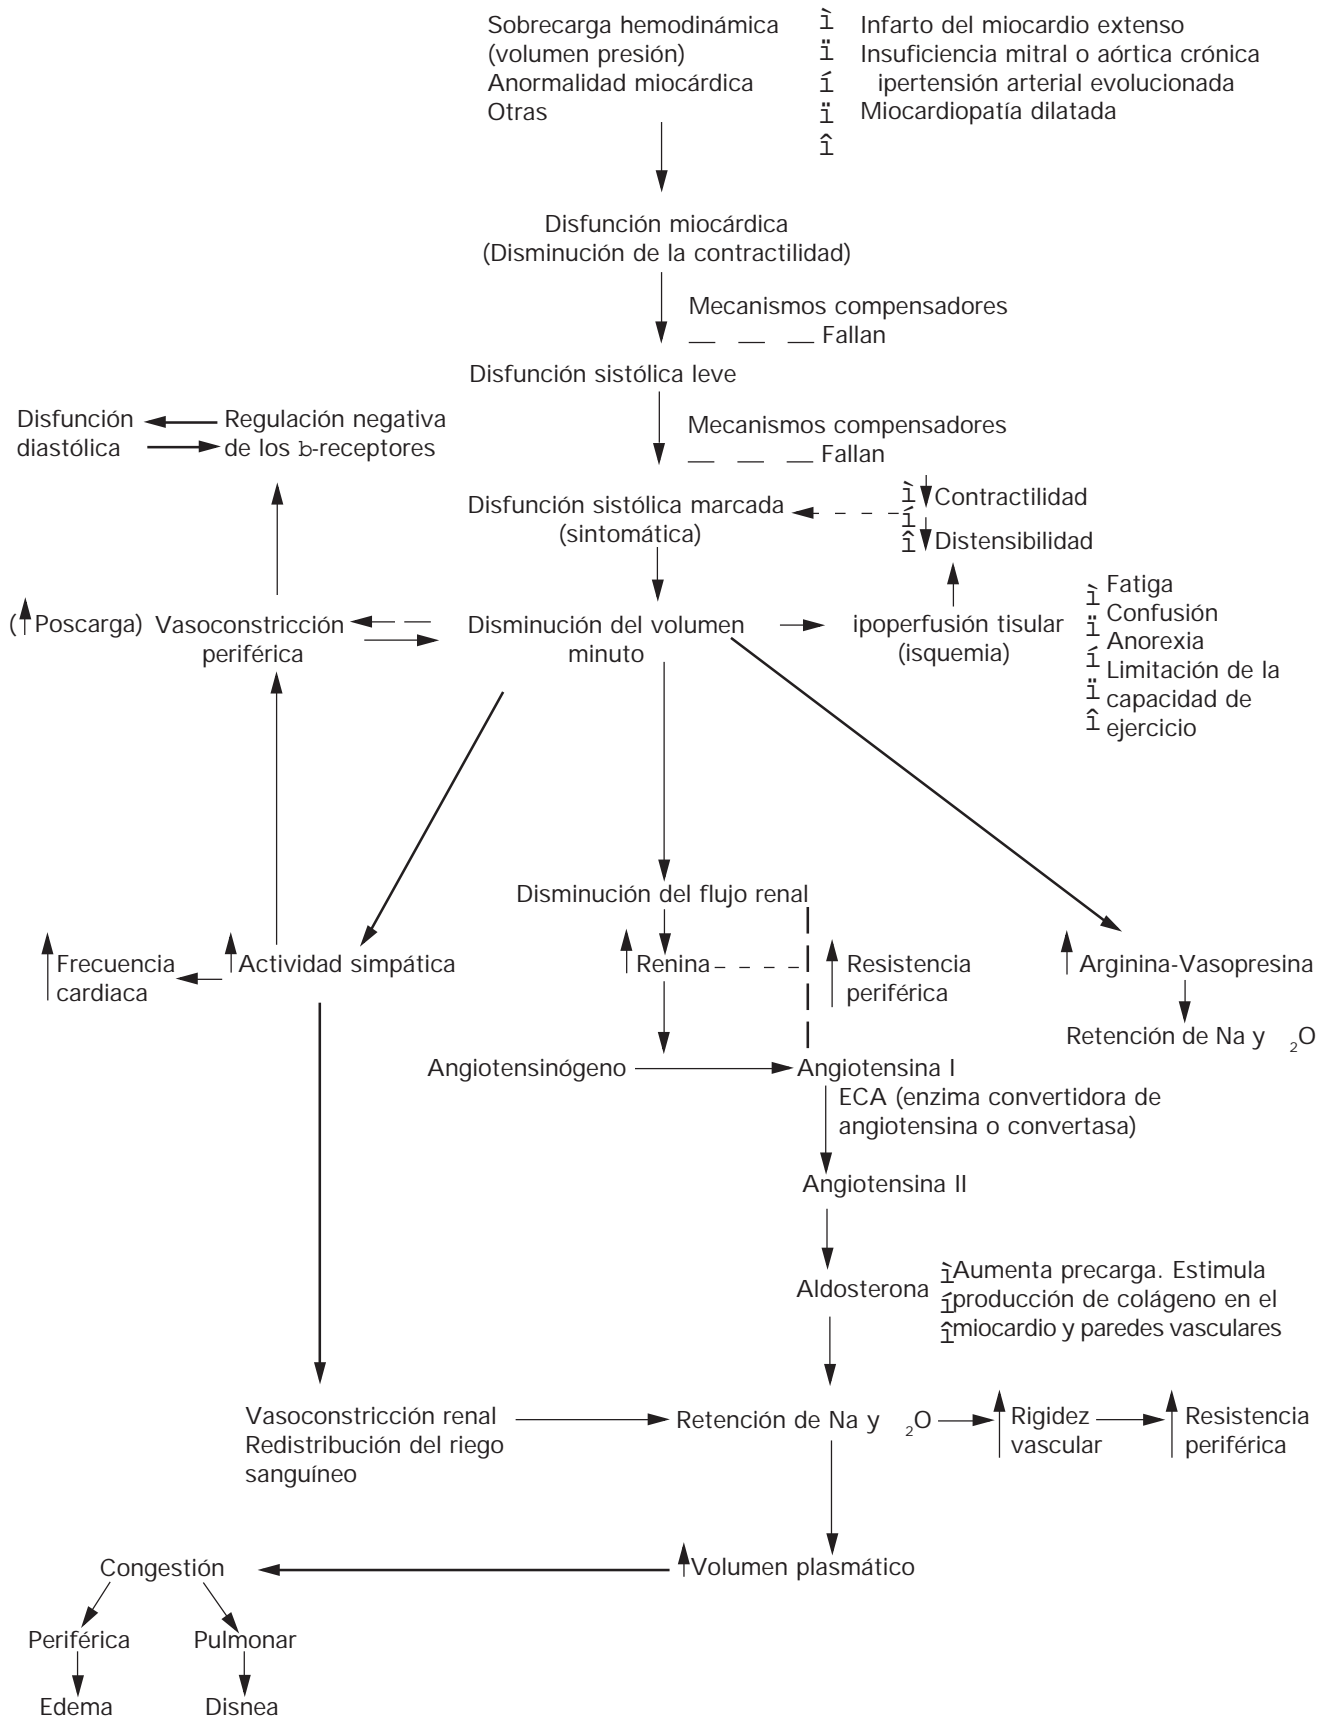 Sobrecarga hemodinámica
(volumen presión)
Anormalidad miocárdica
Otras
ì
ï
í
ï
î
Infarto del miocardio extenso
Insuficiencia mitral o aórtica crónica
ipertensión arterial evolucionada
Miocardiopatía dilatada
Disfunción miocárdica
(Disminución de la contractilidad)
Mecanismos compensadores
Fallan
Disfunción sistólica leve
Mecanismos compensadores
Fallan
Disfunción
diastólica
Regulación negativa
de los b-receptores
Disfunción sistólica marcada
(sintomática)
ì
í
î
Contractilidad
Distensibilidad
(↑Poscarga)
Vasoconstricción
periférica
Disminución del volumen
minuto
ipoperfusión tisular
(isquemia)
ì
ï
í
ï
î
Fatiga
Confusión
Anorexia
Limitación de la
capacidad de
ejercicio
Disminución del flujo renal
Frecuencia
cardiaca
Actividad simpática
Renina
Resistencia
periférica
Arginina-Vasopresina
Retención de Na y ₂O
Angiotensinógeno
Angiotensina I
ECA (enzima convertidora de
angiotensina o convertasa)
Angiotensina II
Aldosterona
ì
í
î
Aumenta precarga. Estimula
producción de colágeno en el
miocardio y paredes vasculares
Vasoconstricción renal
Redistribución del riego
sanguíneo
Retención de Na y ₂O
Rigidez
vascular
Resistencia
periférica
Volumen plasmático
Congestión
Periférica
Pulmonar
Edema
Disnea